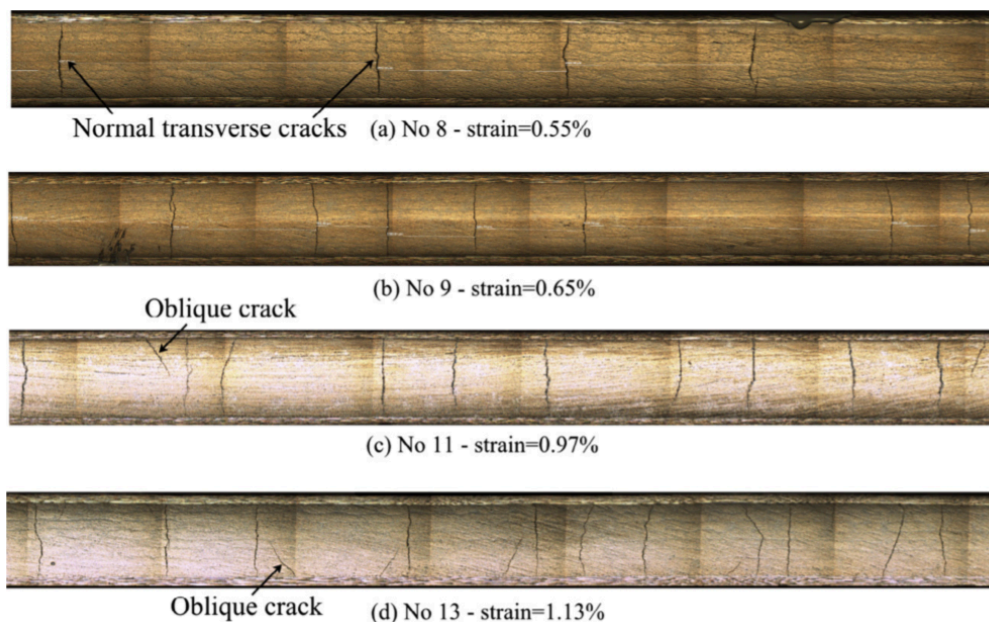 Normal transverse cracks
(a) No 8 - strain=0.55%
(b) No 9 - strain=0.65%
Oblique crack
(c) No 11 - strain=0.97%
Oblique crack
(d) No 13 - strain=1.13%